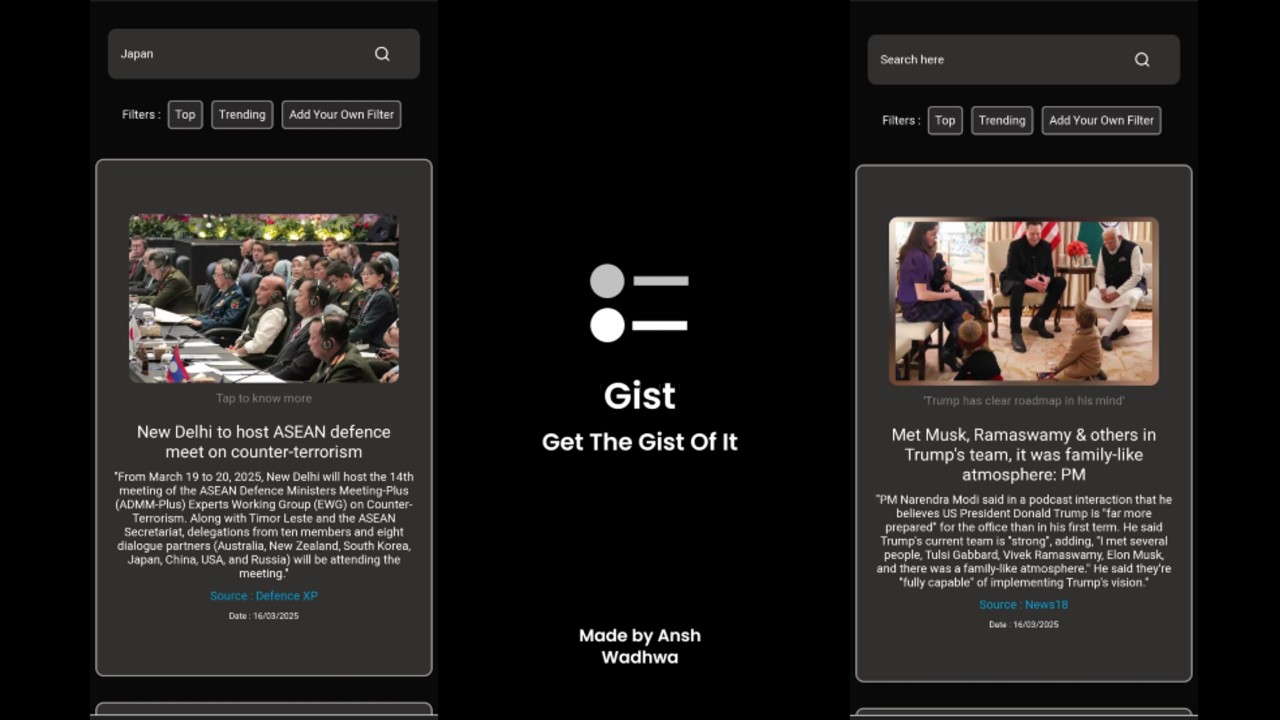 Japan
Filters :
Top
Trending
Add Your Own Filter
Tap to know more
New Delhi to host ASEAN defence
meet on counter-terrorism
"From March 19 to 20, 2025, New Delhi will host the 14th
meeting of the ASEAN Defence Ministers Meeting-Plus
(ADMM-Plus) Experts Working Group (EWG) on Counter-
Terrorism. Along with Timor Leste and the ASEAN
Secretariat, delegations from ten members and eight
dialogue partners (Australia, New Zealand, South Korea,
Japan, China, USA, and Russia) will be attending the
meeting."
Source : Defence XP
Date : 16/03/2025
Gist
Get The Gist Of It
Made by Ansh
Wadhwa
Search here
Filters :
Top
Trending
Add Your Own Filter
'Trump has clear roadmap in his mind'
Met Musk, Ramaswamy & others in
Trump's team, it was family-like
atmosphere: PM
"PM Narendra Modi said in a podcast interaction that he
believes US President Donald Trump is "far more
prepared" for the office than in his first term. He said
Trump's current team is "strong", adding, "I met several
people, Tulsi Gabbard, Vivek Ramaswamy, Elon Musk,
and there was a family-like atmosphere." He said they're
"fully capable" of implementing Trump's vision."
Source : News18
Date : 16/03/2025